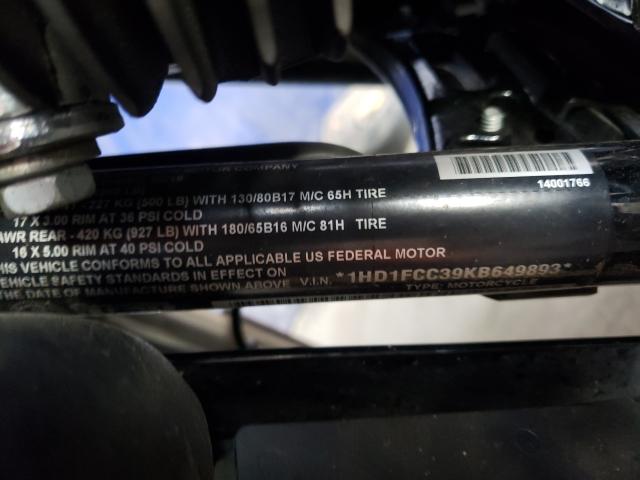 MOTOR COMPANY
227 KG (500 LB) WITH 130/80B17 M/C 65H TIRE
17 X 3.00 RIM AT 36 PSI COLD
AWR REAR - 420 KG (927 LB) WITH 180/65B16 M/C 81H TIRE
16 X 5.00 RIM AT 40 PSI COLD
THIS VEHICLE CONFORMS TO ALL APPLICABLE US FEDERAL MOTOR
VEHICLE SAFETY STANDARDS IN EFFECT ON
THE DATE OF MANUFACTURE SHOWN ABOVE V.I.N. *1HD1FCC39KB649893*
TYPE: MOTORCYCLE
14001766